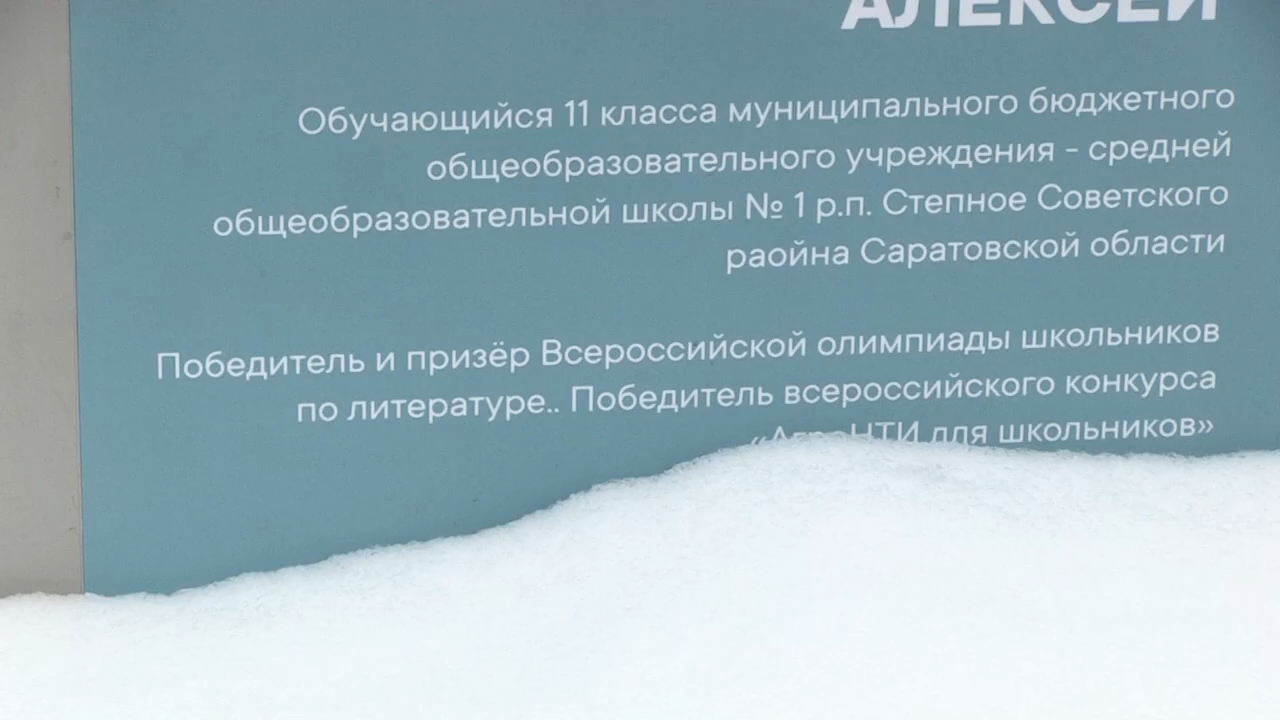 АЛЕКСЕЙ
Обучающийся 11 класса муниципального бюджетного
общеобразовательного учреждения - средней
общеобразовательной школы № 1 р.п. Степное Советского
раойна Саратовской области
Победитель и призёр Всероссийской олимпиады школьников
по литературе.. Победитель всероссийского конкурса
«АгроНТИ для школьников»